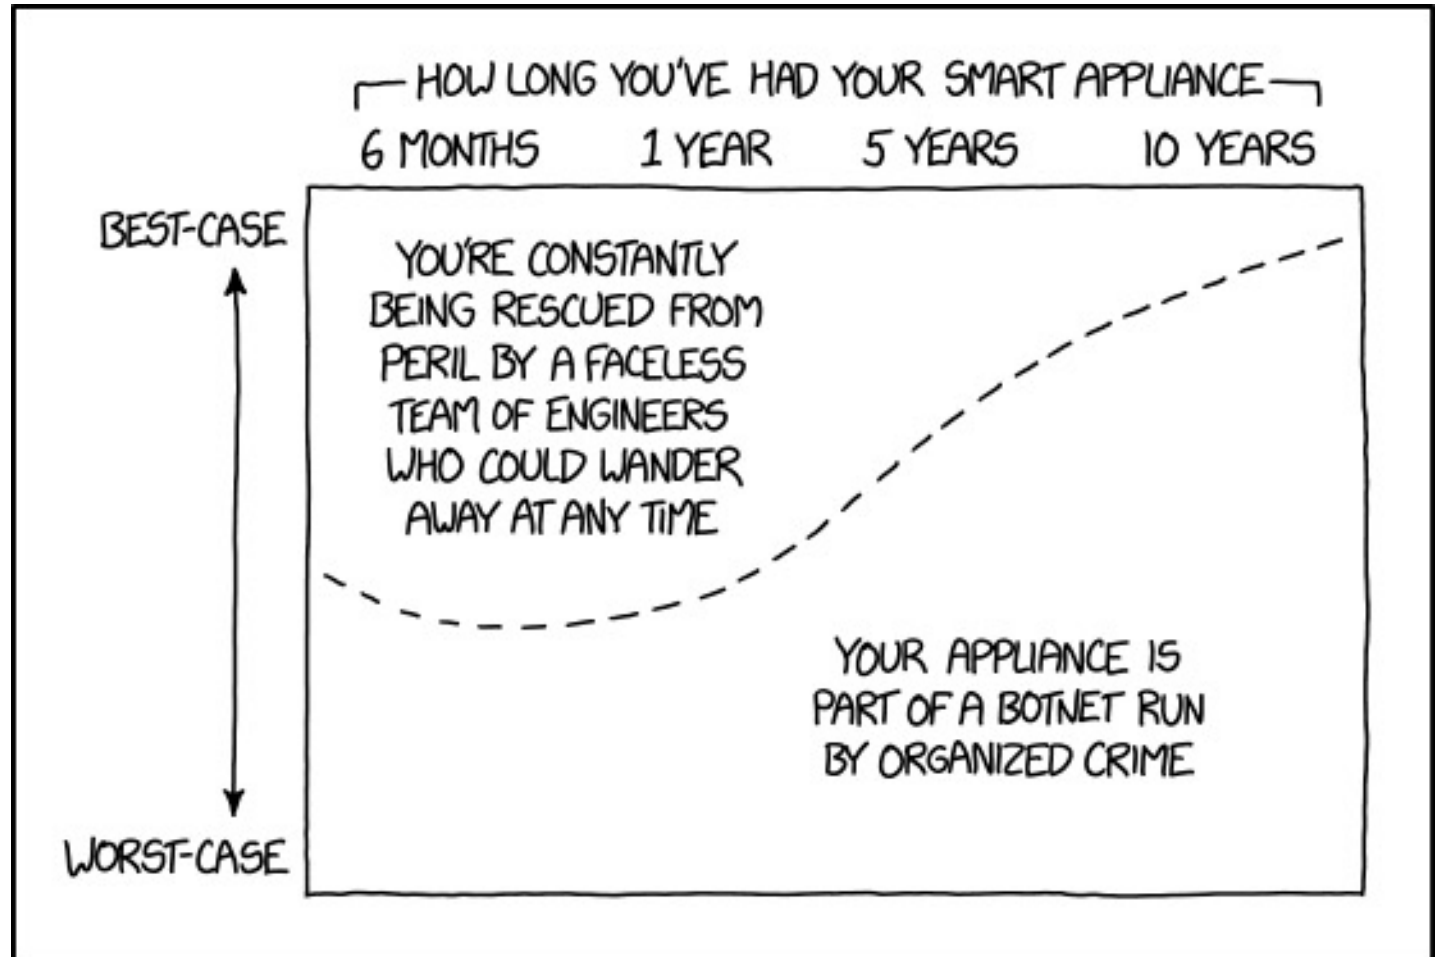 HOW LONG YOU'VE HAD YOUR SMART APPLIANCE
6 MONTHS 1 YEAR 5 YEARS 10 YEARS
BEST-CASE
YOU'RE CONSTANTLY
BEING RESCUED FROM
PERIL BY A FACELESS
TEAM OF ENGINEERS
WHO COULD WANDER
AWAY AT ANY TIME
YOUR APPLIANCE IS
PART OF A BOTNET RUN
BY ORGANIZED CRIME
WORST-CASE